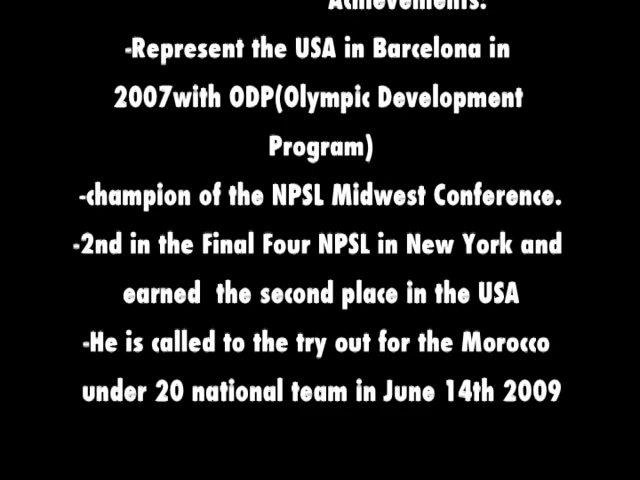 Achievements:
-Represent the USA in Barcelona in
2007with ODP(Olympic Development
Program)
-champion of the NPSL Midwest Conference.
-2nd in the Final Four NPSL in New York and
earned  the second place in the USA
-He is called to the try out for the Morocco
under 20 national team in June 14th 2009